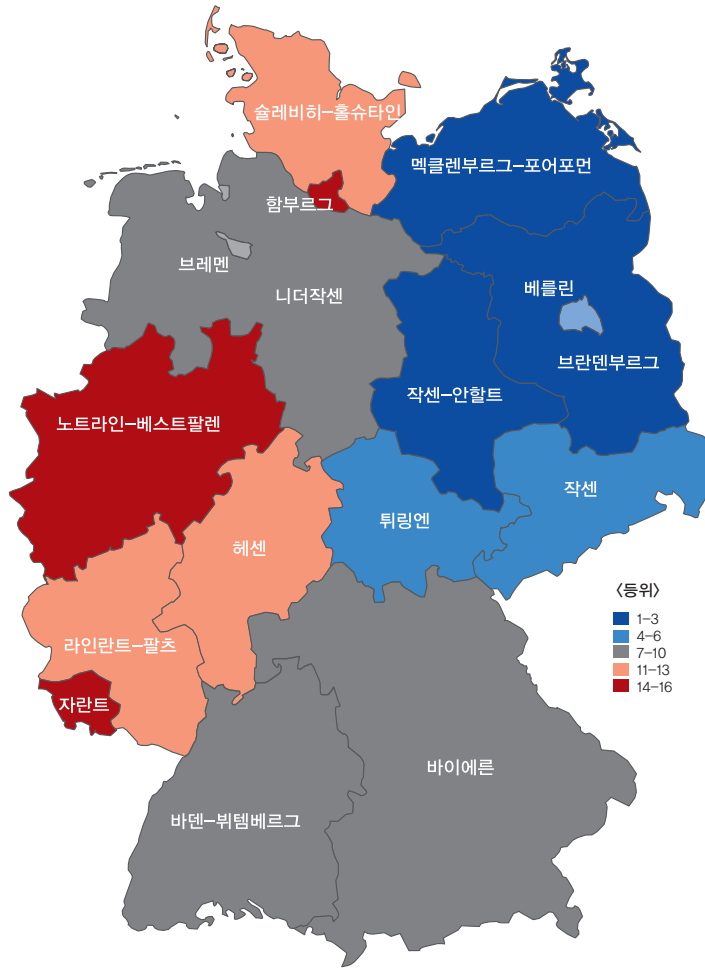 슐레비히–홀슈타인
멕클렌부르그–포어포먼
함부르그
브레멘
니더작센
베를린
브란덴부르그
작센–안할트
노트라인–베스트팔렌
작센
튀링엔
헤센
라인란트–팔츠
자란트
바이에른
바덴–뷔템베르그
〈등위〉
1–3
4–6
7–10
11–13
14–16